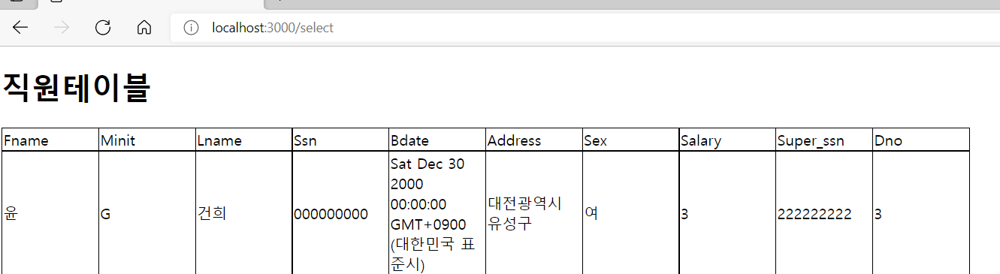 localhost:3000/select
직원테이블
Fname Minit Lname Ssn Bdate Address Sex Salary Super_ssn Dno
윤 G 건희 000000000 Sat Dec 30 2000 00:00:00 GMT+0900 (대한민국 표준시) 대전광역시 유성구 여 3 222222222 3